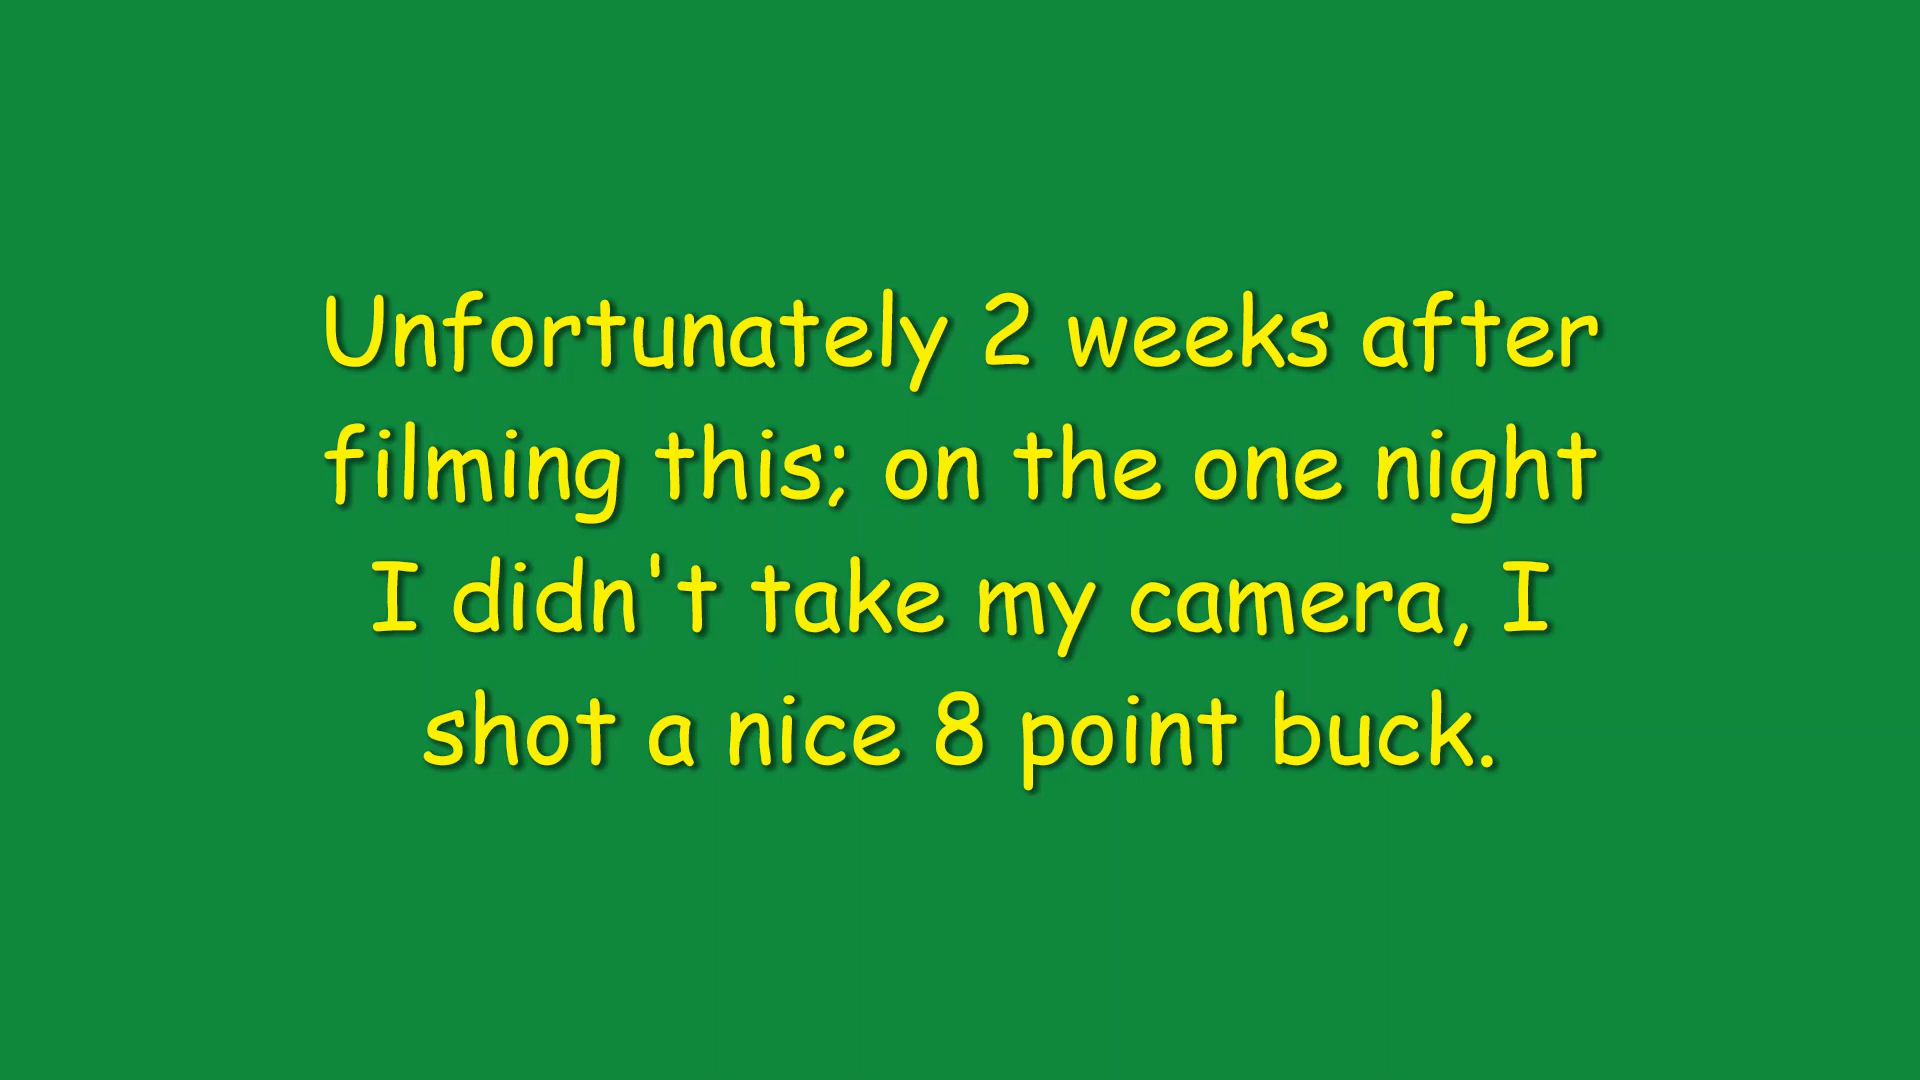 Unfortunately 2 weeks after
filming this; on the one night
I didn't take my camera, I
shot a nice 8 point buck.